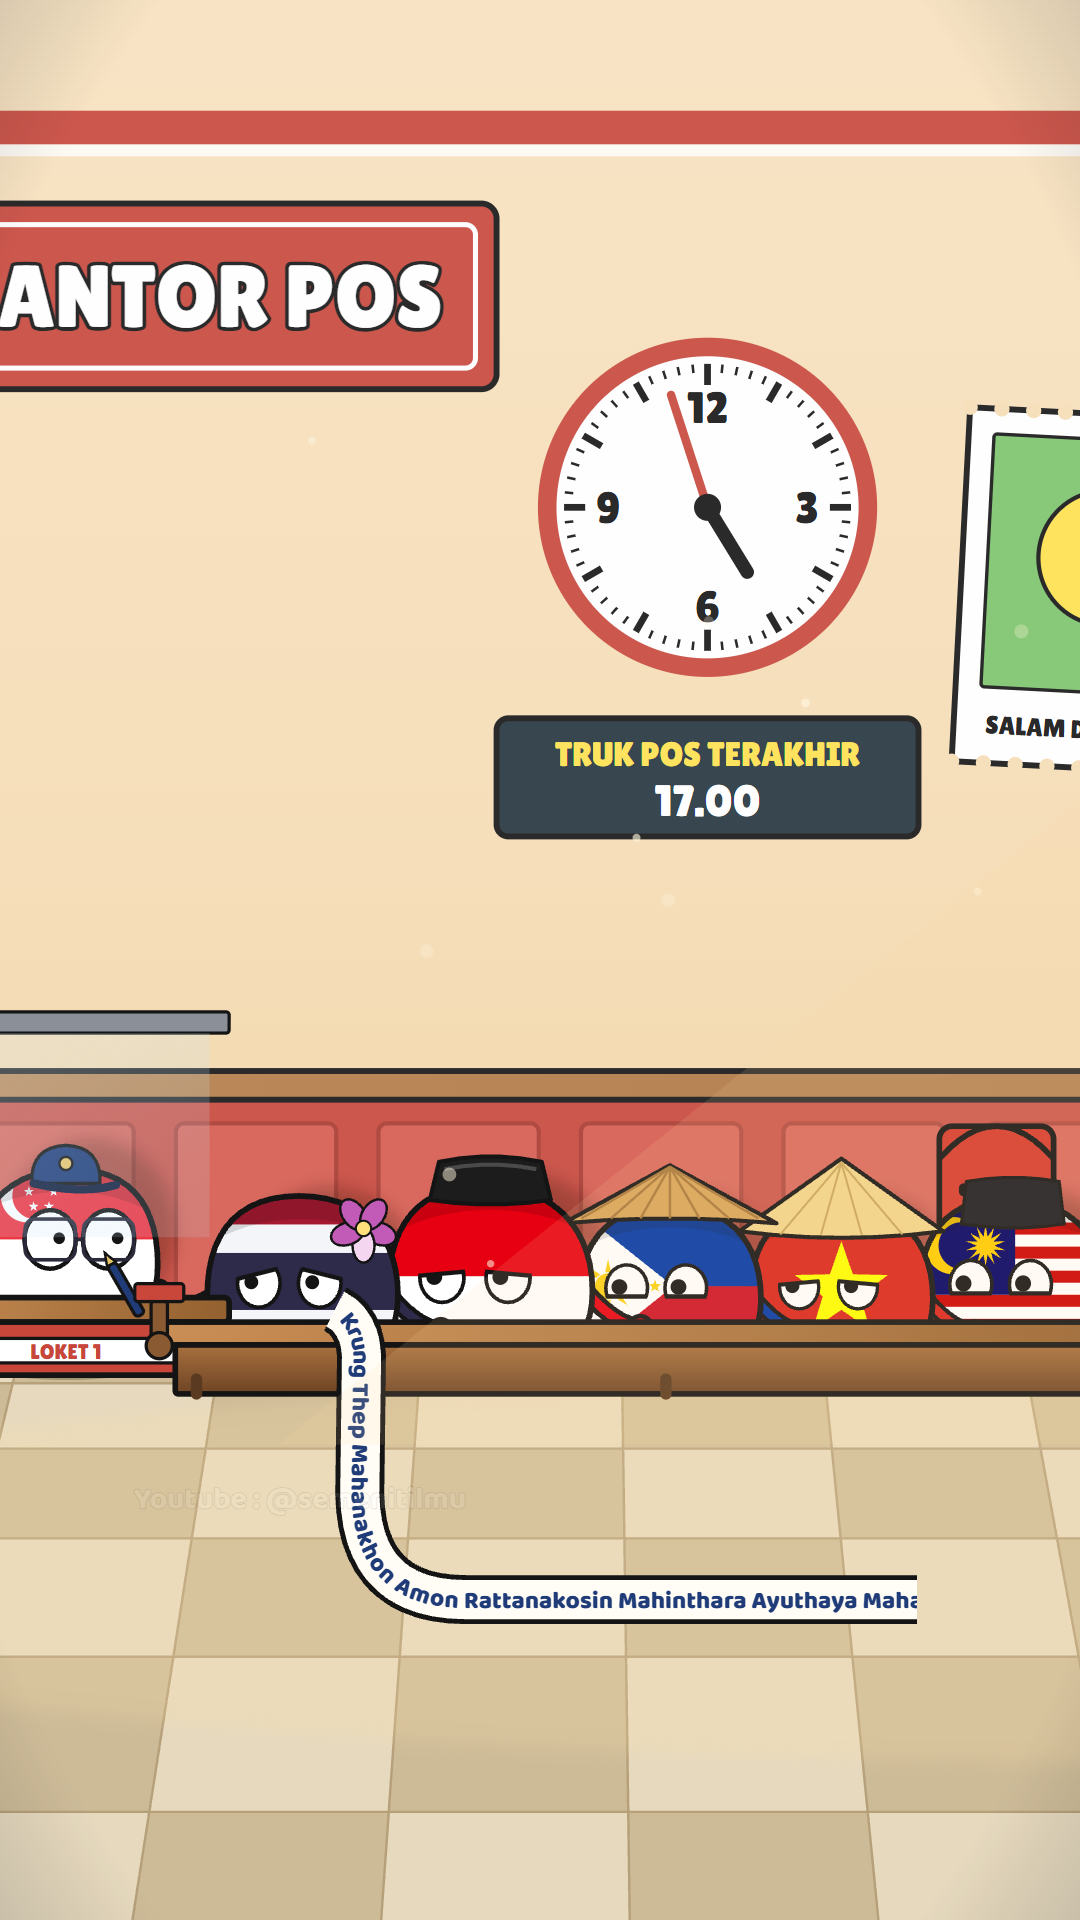 ANTOR POS
12
9
3
6
SALAM D
TRUK POS TERAKHIR
17.00
LOKET 1
Krung Thep Mahanakhon Amon Rattanakosin Mahinthara Ayuthaya Maha